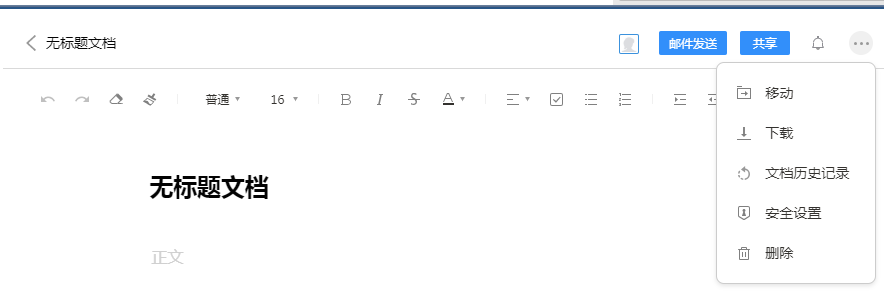 无标题文档 邮件发送 共享
普通 16 B I S A
移动
下载
文档历史记录
安全设置
删除
无标题文档
正文